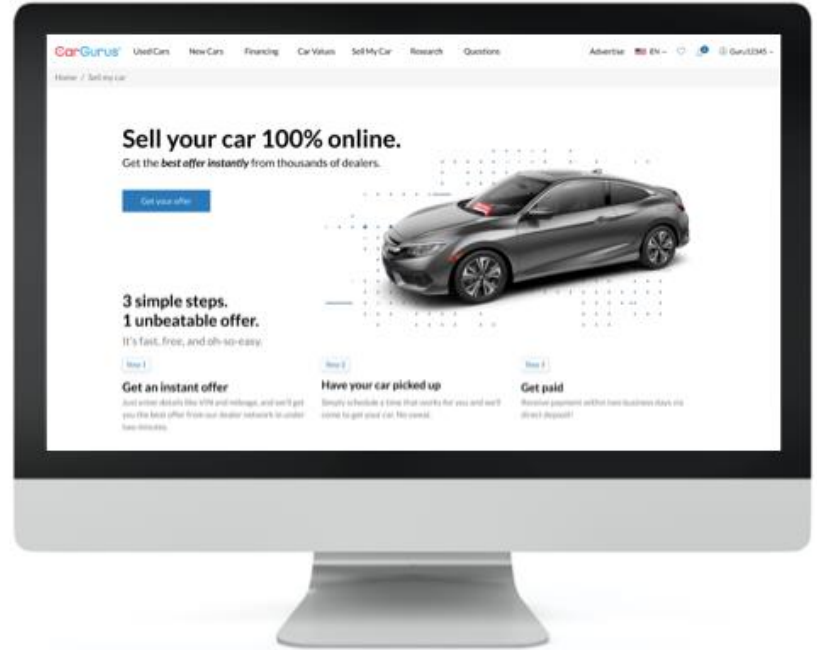 CarGurus Used Cars New Cars Financing Car Values Sell My Car Research Questions Advertise EN Guru12345
Home / Sell my car
Sell your car 100% online.
Get the best offer instantly from thousands of dealers.
Get your offer
3 simple steps.
1 unbeatable offer.
It's fast, free, and oh-so-easy.
Step 1 Step 2 Step 3
Get an instant offer
Just enter details like VIN and mileage, and we'll get
you the best offer from our dealer network in under
two minutes.
Have your car picked up
Simply schedule a time that works for you and we'll
come to get your car. No sweat.
Get paid
Receive payment within two business days via
direct deposit!